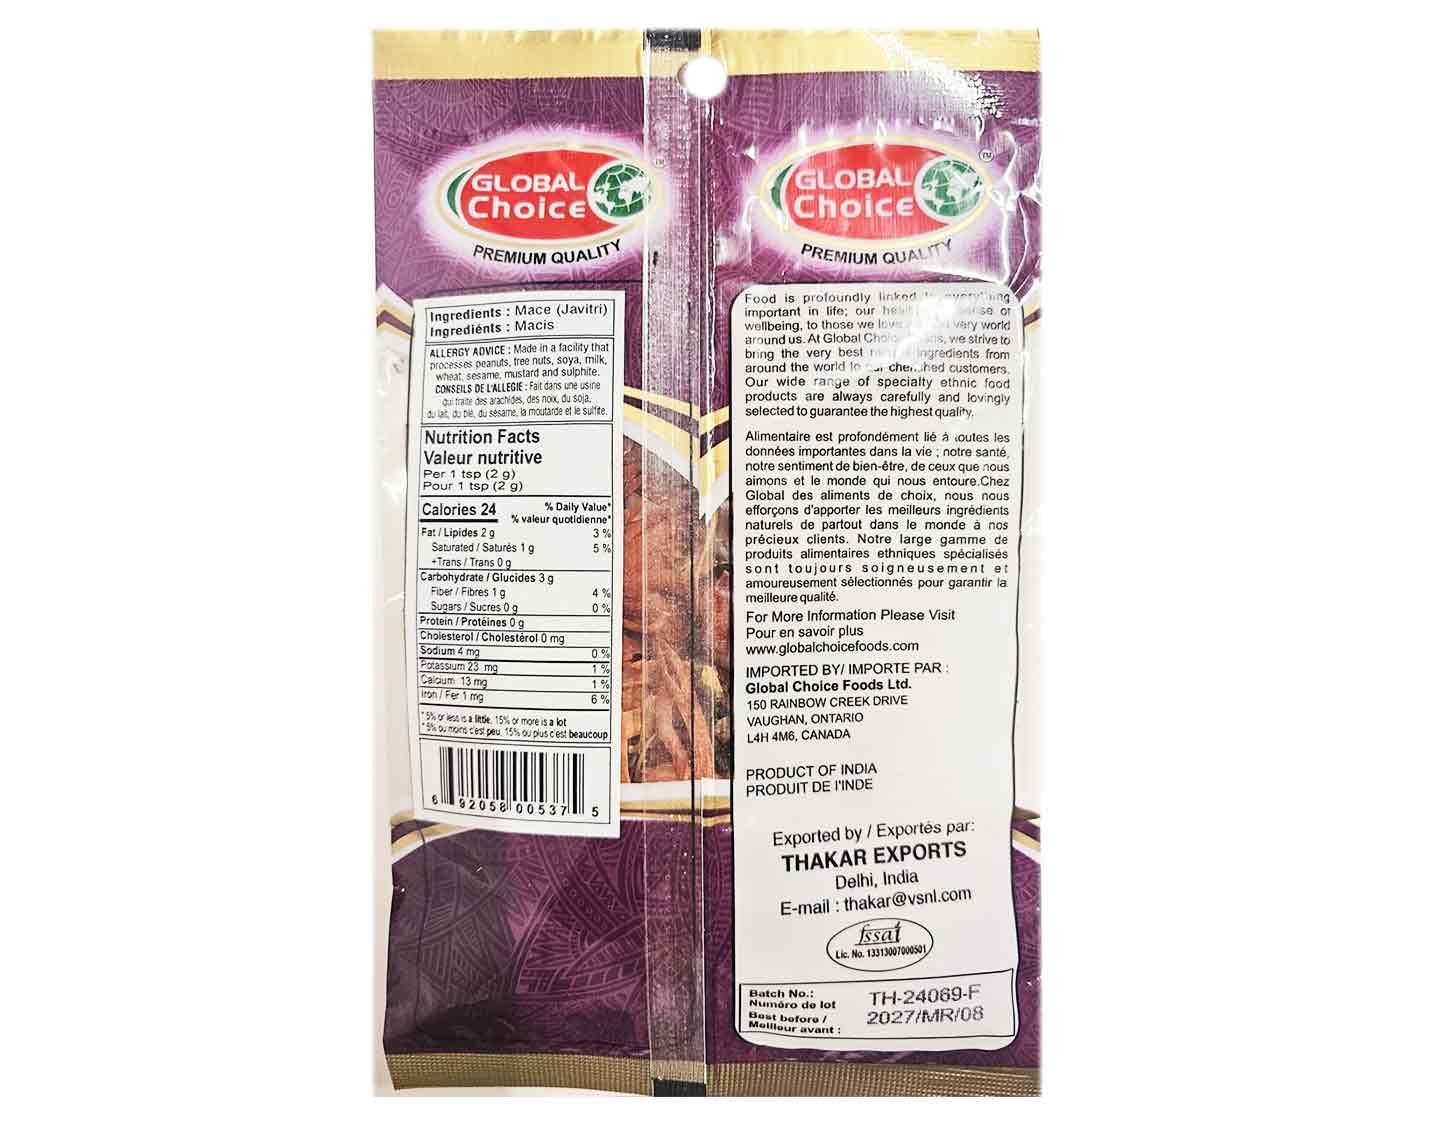 GLOBAL
Choice
TM
PREMIUM QUALITY
Ingredients : Mace (Javitri)
Ingrediénts : Macis
ALLERGY ADVICE : Made in a facility that
processes peanuts, tree nuts, soya, milk,
wheat, sesame, mustard and sulphite.
CONSEILS DE L'ALLEGIE : Fait dans une usine
qui traite des arachides, des noix, du soja,
du lait, du blé, du sésame, la moutarde et le sulfite.
Nutrition Facts
Valeur nutritive
Per 1 tsp (2 g)
Pour 1 tsp (2 g)
Calories 24
% Daily Value*
% valeur quotidienne*
Fat / Lipides 2 g 3 %
Saturated / Saturés 1 g 5 %
+Trans / Trans 0 g
Carbohydrate / Glucides 3 g
Fiber / Fibres 1 g 4 %
Sugars / Sucres 0 g 0 %
Protein / Protéines 0 g
Cholesterol / Cholestérol 0 mg
Sodium 4 mg 0 %
Potassium 23 mg 1 %
Calcium 13 mg 1 %
Iron / Fer 1 mg 6 %
* 5% or less is a little, 15% or more is a lot
* 5% ou moins c'est peu, 15% ou plus c'est beaucoup
6 92058 00537 5
GLOBAL
Choice
TM
PREMIUM QUALITY
Food is profoundly linked
important in life; our of
wellbeing, to those we very world
around us. At Global we strive to
bring the very best ingredients from
around the world to cherished customers.
Our wide range of specialty ethnic food
products are always carefully and lovingly
selected to guarantee the highest quality.
Alimentaire est profondément lié à toutes les
données importantes dans la vie ; notre santé,
notre sentiment de bien-être, de ceux que nous
aimons et le monde qui nous entoure.Chez
Global des aliments de choix, nous nous
efforçons d'apporter les meilleurs ingrédients
naturels de partout dans le monde à nos
précieux clients. Notre large gamme de
produits alimentaires ethniques spécialisés
sont toujours soigneusement et
amoureusement sélectionnés pour garantir la
meilleure qualité.
For More Information Please Visit
Pour en savoir plus
www.globalchoicefoods.com
IMPORTED BY/ IMPORTE PAR :
Global Choice Foods Ltd.
150 RAINBOW CREEK DRIVE
VAUGHAN, ONTARIO
L4H 4M6, CANADA
PRODUCT OF INDIA
PRODUIT DE I'INDE
Exported by / Exportés par:
THAKAR EXPORTS
Delhi, India
E-mail : thakar@vsnl.com
fssai
Lic. No. 13313007000501
Batch No.:
Numéro de lot
TH-24069-F
Best before /
Meilleur avant :
2027/MR/08